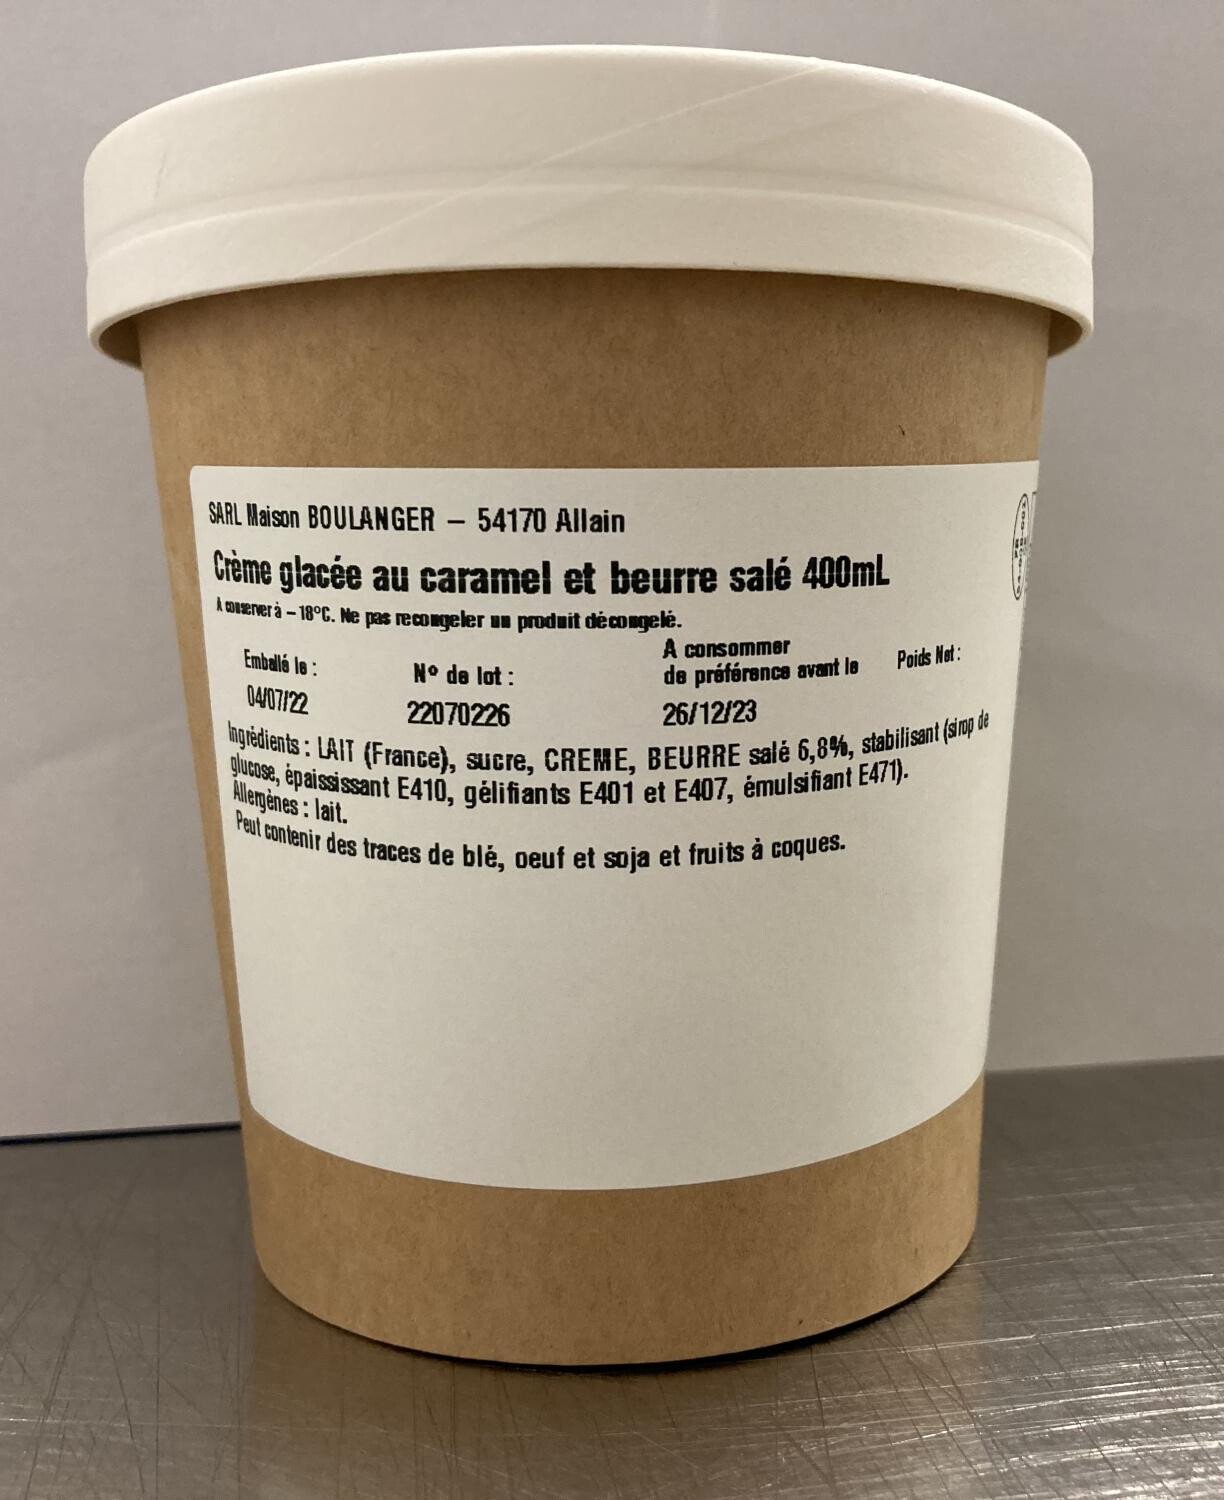 SARL Maison BOULANGER – 54170 Allain
Crème glacée au caramel et beurre salé 400mL
A conserver à – 18°C. Ne pas recongeler un produit décongelé.
Emballé le :
04/07/22
N° de lot :
22070226
A consommer
de préférence avant le
26/12/23
Poids Net :
Ingrédients : LAIT (France), sucre, CREME, BEURRE salé 6,8%, stabilisant (sirop de
glucose, épaississant E410, gélifiants E401 et E407, émulsifiant E471).
Allergènes : lait.
Peut contenir des traces de blé, oeuf et soja et fruits à coques.